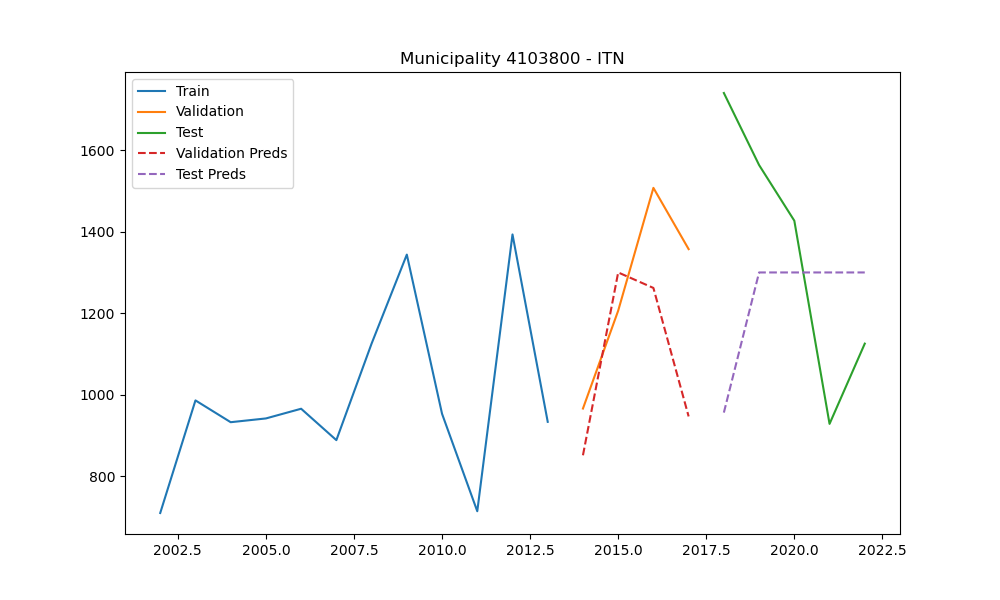 Municipality 4103800 - ITN
Train
Validation
Test
Validation Preds
Test Preds
1600
1400
1200
1000
800
2002.5 2005.0 2007.5 2010.0 2012.5 2015.0 2017.5 2020.0 2022.5